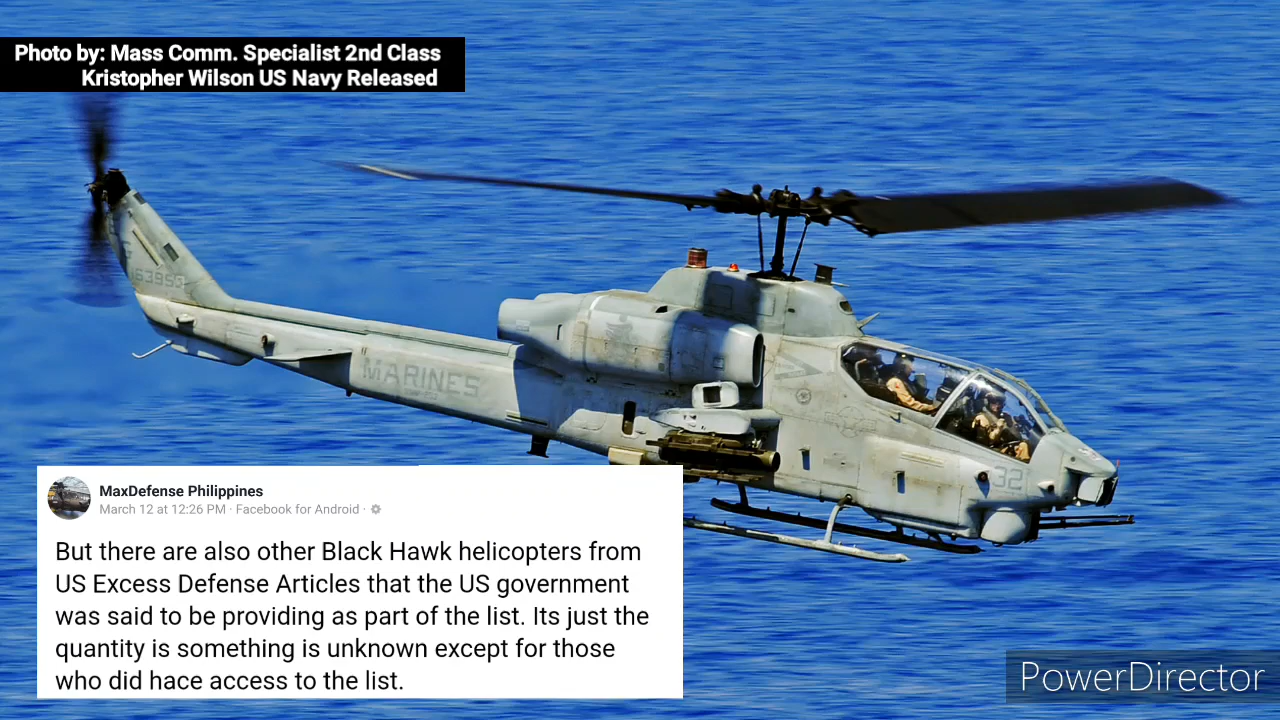 Photo by: Mass Comm. Specialist 2nd Class
Kristopher Wilson US Navy Released
63950
MARINES
32
MaxDefense Philippines
March 12 at 12:26 PM · Facebook for Android ·
But there are also other Black Hawk helicopters from
US Excess Defense Articles that the US government
was said to be providing as part of the list. Its just the
quantity is something is unknown except for those
who did hace access to the list.
PowerDirector